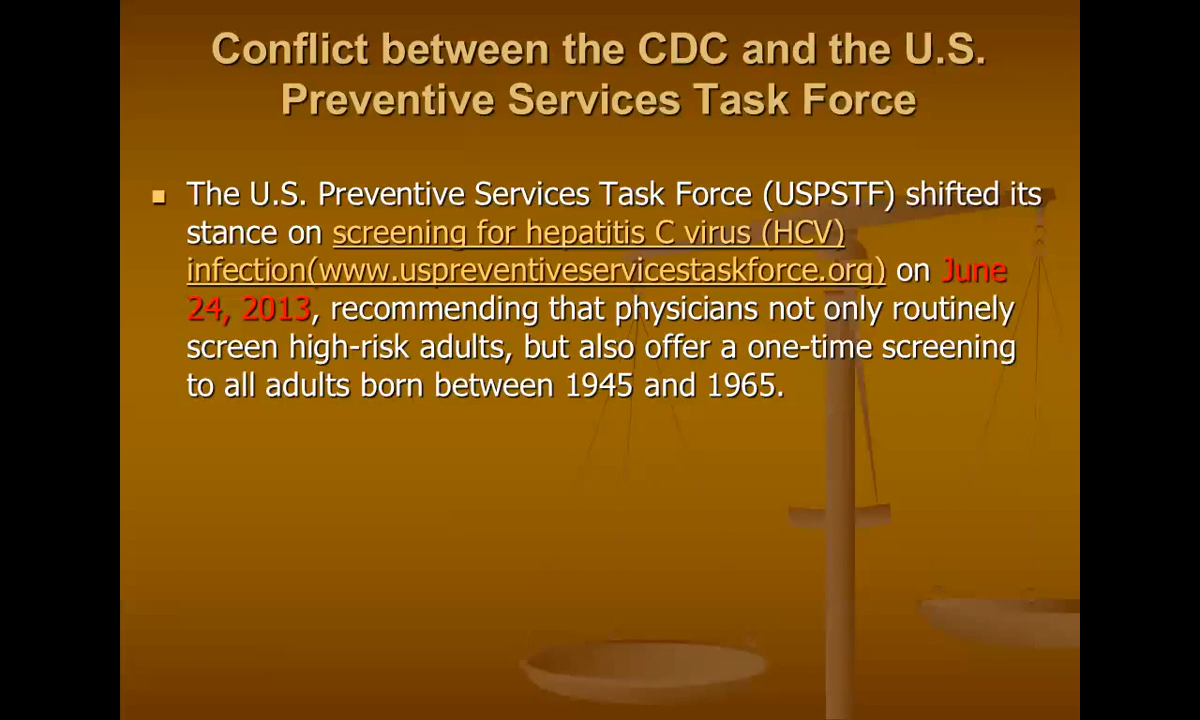 Conflict between the CDC and the U.S.
Preventive Services Task Force
The U.S. Preventive Services Task Force (USPSTF) shifted its
stance on screening for hepatitis C virus (HCV)
infection(www.uspreventiveservicestaskforce.org) on June
24, 2013, recommending that physicians not only routinely
screen high-risk adults, but also offer a one-time screening
to all adults born between 1945 and 1965.